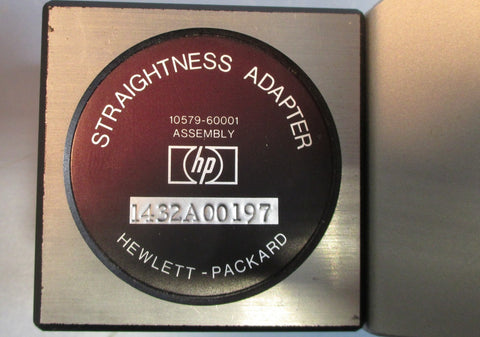 STRAIGHTNESS ADAPTER
10579-60001
ASSEMBLY
hp
1432A00197
HEWLETT-PACKARD